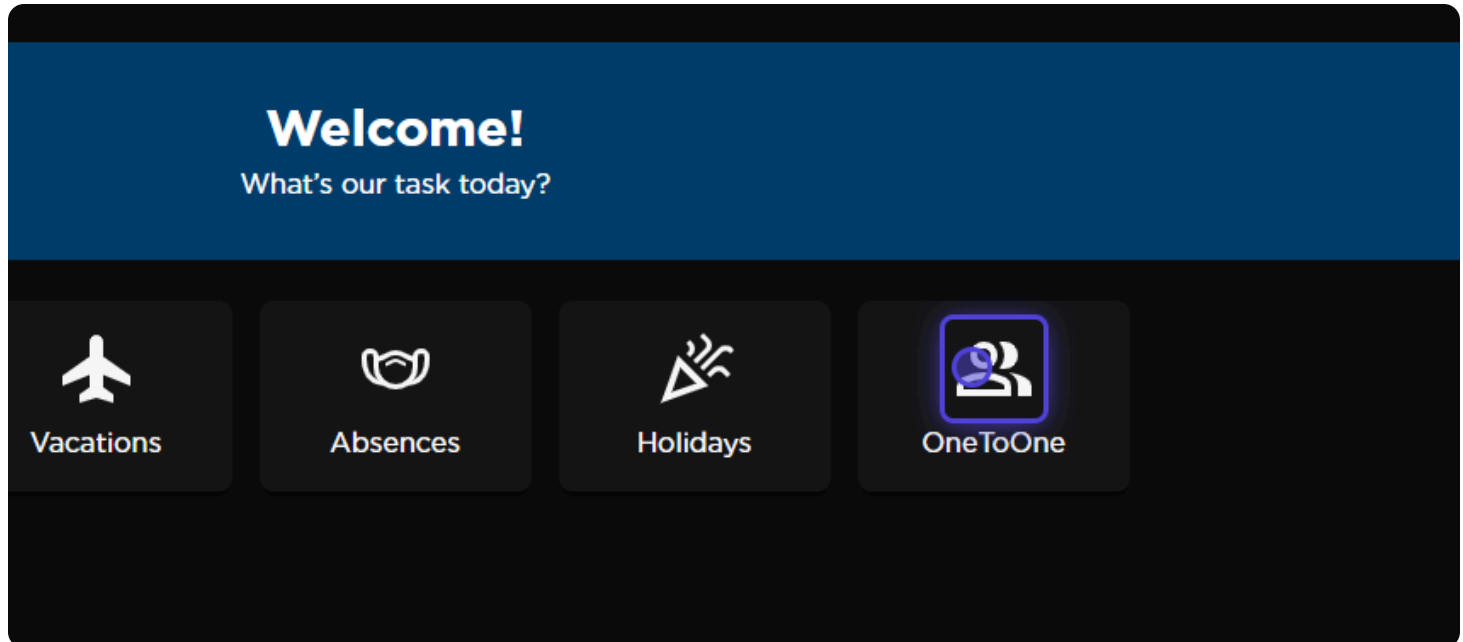 Welcome!
What's our task today?
Vacations
Absences
Holidays
OneToOne